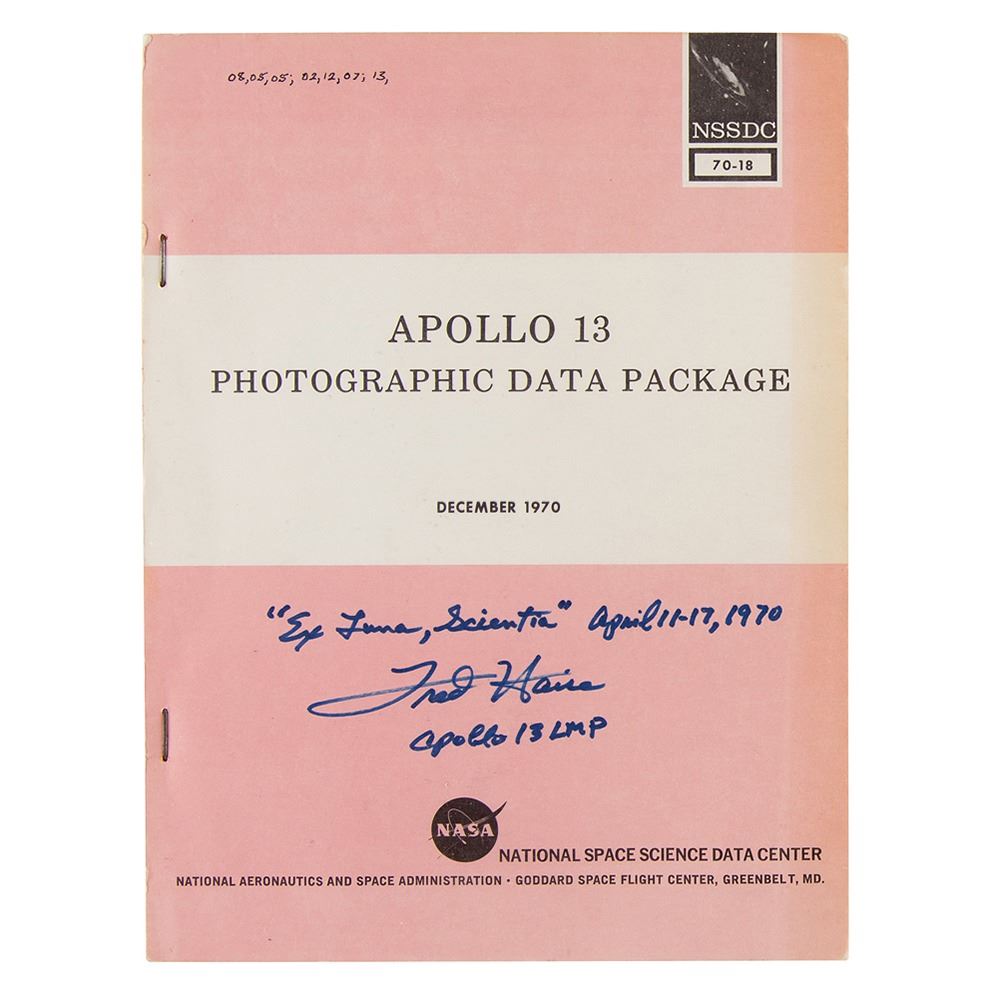 08,05,05; 02,12,07; 13,
NSSDC
70-18
APOLLO 13
PHOTOGRAPHIC DATA PACKAGE
DECEMBER 1970
"Ex Luna, Scientia" April 11-17, 1970
Fred Haise
Apollo 13 LMP
NASA
NATIONAL SPACE SCIENCE DATA CENTER
NATIONAL AERONAUTICS AND SPACE ADMINISTRATION · GODDARD SPACE FLIGHT CENTER, GREENBELT, MD.